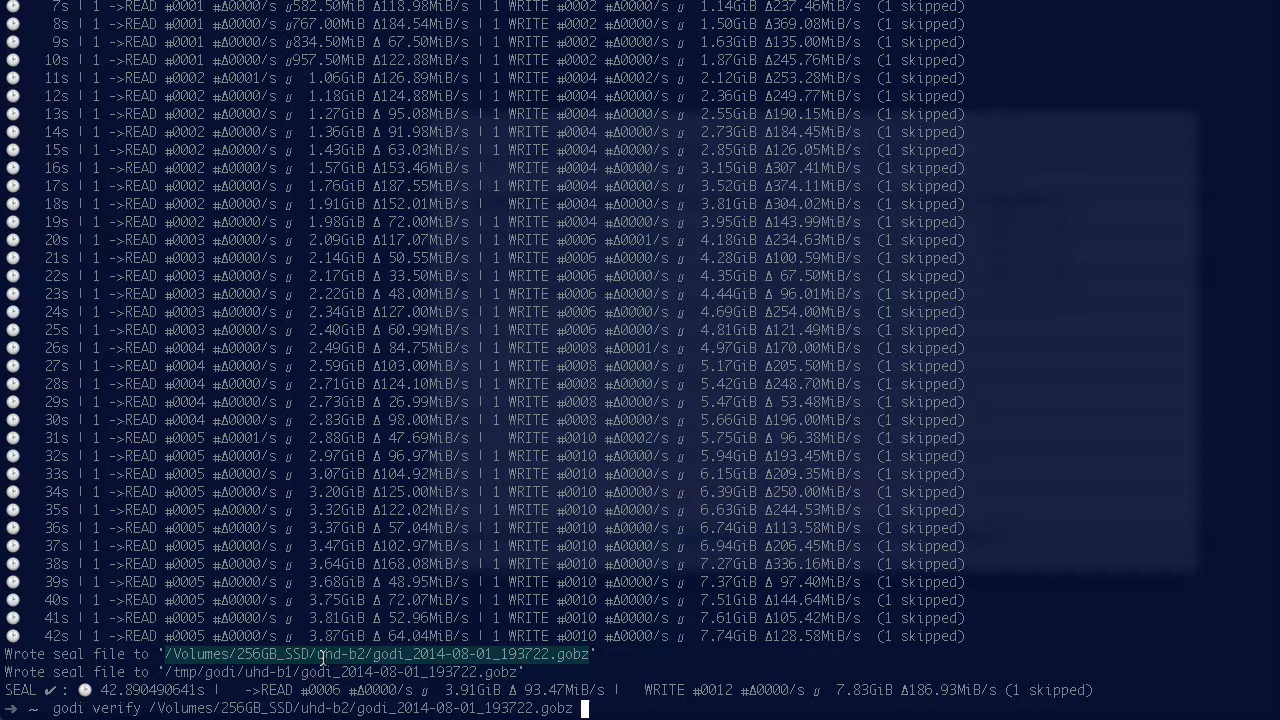 7s | 1 ->READ #0001 #Δ0000/s ⅉ582.50MiB Δ118.98MiB/s | 1 WRITE #0002 #Δ0000/s ⅉ 1.14GiB Δ237.46MiB/s (1 skipped)
8s | 1 ->READ #0001 #Δ0000/s ⅉ767.00MiB Δ184.54MiB/s | 1 WRITE #0002 #Δ0000/s ⅉ 1.50GiB Δ369.08MiB/s (1 skipped)
9s | 1 ->READ #0001 #Δ0000/s ⅉ834.50MiB Δ 67.50MiB/s | 1 WRITE #0002 #Δ0000/s ⅉ 1.63GiB Δ135.00MiB/s (1 skipped)
10s | 1 ->READ #0001 #Δ0000/s ⅉ957.50MiB Δ122.88MiB/s | 1 WRITE #0002 #Δ0000/s ⅉ 1.87GiB Δ245.76MiB/s (1 skipped)
11s | 1 ->READ #0002 #Δ0001/s ⅉ 1.06GiB Δ126.89MiB/s | 1 WRITE #0004 #Δ0002/s ⅉ 2.12GiB Δ253.28MiB/s (1 skipped)
12s | 1 ->READ #0002 #Δ0000/s ⅉ 1.18GiB Δ124.88MiB/s | 1 WRITE #0004 #Δ0000/s ⅉ 2.36GiB Δ249.77MiB/s (1 skipped)
13s | 1 ->READ #0002 #Δ0000/s ⅉ 1.27GiB Δ 95.08MiB/s | 1 WRITE #0004 #Δ0000/s ⅉ 2.55GiB Δ190.15MiB/s (1 skipped)
14s | 1 ->READ #0002 #Δ0000/s ⅉ 1.36GiB Δ 91.98MiB/s | 1 WRITE #0004 #Δ0000/s ⅉ 2.73GiB Δ184.45MiB/s (1 skipped)
15s | 1 ->READ #0002 #Δ0000/s ⅉ 1.43GiB Δ 63.03MiB/s | 1 WRITE #0004 #Δ0000/s ⅉ 2.85GiB Δ126.05MiB/s (1 skipped)
16s | 1 ->READ #0002 #Δ0000/s ⅉ 1.57GiB Δ153.46MiB/s | WRITE #0004 #Δ0000/s ⅉ 3.15GiB Δ307.41MiB/s (1 skipped)
17s | 1 ->READ #0002 #Δ0000/s ⅉ 1.76GiB Δ187.55MiB/s | 1 WRITE #0004 #Δ0000/s ⅉ 3.52GiB Δ374.11MiB/s (1 skipped)
18s | 1 ->READ #0002 #Δ0000/s ⅉ 1.91GiB Δ152.01MiB/s | 1 WRITE #0004 #Δ0000/s ⅉ 3.81GiB Δ304.02MiB/s (1 skipped)
19s | 1 ->READ #0002 #Δ0000/s ⅉ 1.98GiB Δ 72.00MiB/s | 1 WRITE #0004 #Δ0000/s ⅉ 3.95GiB Δ143.99MiB/s (1 skipped)
20s | 1 ->READ #0003 #Δ0000/s ⅉ 2.09GiB Δ117.07MiB/s | 1 WRITE #0006 #Δ0001/s ⅉ 4.18GiB Δ234.63MiB/s (1 skipped)
21s | 1 ->READ #0003 #Δ0000/s ⅉ 2.14GiB Δ 50.55MiB/s | 1 WRITE #0006 #Δ0000/s ⅉ 4.28GiB Δ100.59MiB/s (1 skipped)
22s | 1 ->READ #0003 #Δ0000/s ⅉ 2.17GiB Δ 33.50MiB/s | 1 WRITE #0006 #Δ0000/s ⅉ 4.35GiB Δ 67.50MiB/s (1 skipped)
23s | 1 ->READ #0003 #Δ0000/s ⅉ 2.22GiB Δ 48.00MiB/s | 1 WRITE #0006 #Δ0000/s ⅉ 4.44GiB Δ 96.01MiB/s (1 skipped)
24s | 1 ->READ #0003 #Δ0000/s ⅉ 2.34GiB Δ127.00MiB/s | 1 WRITE #0006 #Δ0000/s ⅉ 4.69GiB Δ254.00MiB/s (1 skipped)
25s | 1 ->READ #0003 #Δ0000/s ⅉ 2.40GiB Δ 60.99MiB/s | 1 WRITE #0006 #Δ0000/s ⅉ 4.81GiB Δ121.49MiB/s (1 skipped)
26s | 1 ->READ #0004 #Δ0000/s ⅉ 2.49GiB Δ 84.75MiB/s | 1 WRITE #0008 #Δ0001/s ⅉ 4.97GiB Δ170.00MiB/s (1 skipped)
27s | 1 ->READ #0004 #Δ0000/s ⅉ 2.59GiB Δ103.00MiB/s | 1 WRITE #0008 #Δ0000/s ⅉ 5.17GiB Δ205.50MiB/s (1 skipped)
28s | 1 ->READ #0004 #Δ0000/s ⅉ 2.71GiB Δ124.10MiB/s | 1 WRITE #0008 #Δ0000/s ⅉ 5.42GiB Δ248.70MiB/s (1 skipped)
29s | 1 ->READ #0004 #Δ0000/s ⅉ 2.73GiB Δ 26.99MiB/s | 1 WRITE #0008 #Δ0000/s ⅉ 5.47GiB Δ 53.48MiB/s (1 skipped)
30s | 1 ->READ #0004 #Δ0000/s ⅉ 2.83GiB Δ 98.00MiB/s | 1 WRITE #0008 #Δ0000/s ⅉ 5.66GiB Δ196.00MiB/s (1 skipped)
31s | 1 ->READ #0005 #Δ0001/s ⅉ 2.88GiB Δ 47.69MiB/s | WRITE #0010 #Δ0002/s ⅉ 5.75GiB Δ 96.38MiB/s (1 skipped)
32s | 1 ->READ #0005 #Δ0000/s ⅉ 2.97GiB Δ 96.97MiB/s | 1 WRITE #0010 #Δ0000/s ⅉ 5.94GiB Δ193.45MiB/s (1 skipped)
33s | 1 ->READ #0005 #Δ0000/s ⅉ 3.07GiB Δ104.92MiB/s | 1 WRITE #0010 #Δ0000/s ⅉ 6.15GiB Δ209.35MiB/s (1 skipped)
34s | 1 ->READ #0005 #Δ0000/s ⅉ 3.20GiB Δ125.00MiB/s | 1 WRITE #0010 #Δ0000/s ⅉ 6.39GiB Δ250.00MiB/s (1 skipped)
35s | 1 ->READ #0005 #Δ0000/s ⅉ 3.32GiB Δ122.02MiB/s | 1 WRITE #0010 #Δ0000/s ⅉ 6.63GiB Δ244.53MiB/s (1 skipped)
36s | 1 ->READ #0005 #Δ0000/s ⅉ 3.37GiB Δ 57.04MiB/s | 1 WRITE #0010 #Δ0000/s ⅉ 6.74GiB Δ113.58MiB/s (1 skipped)
37s | 1 ->READ #0005 #Δ0000/s ⅉ 3.47GiB Δ102.97MiB/s | 1 WRITE #0010 #Δ0000/s ⅉ 6.94GiB Δ206.45MiB/s (1 skipped)
38s | 1 ->READ #0005 #Δ0000/s ⅉ 3.64GiB Δ168.08MiB/s | 1 WRITE #0010 #Δ0000/s ⅉ 7.27GiB Δ336.16MiB/s (1 skipped)
39s | 1 ->READ #0005 #Δ0000/s ⅉ 3.68GiB Δ 48.95MiB/s | 1 WRITE #0010 #Δ0000/s ⅉ 7.37GiB Δ 97.40MiB/s (1 skipped)
40s | 1 ->READ #0005 #Δ0000/s ⅉ 3.75GiB Δ 72.07MiB/s | 1 WRITE #0010 #Δ0000/s ⅉ 7.51GiB Δ144.64MiB/s (1 skipped)
41s | 1 ->READ #0005 #Δ0000/s ⅉ 3.81GiB Δ 52.96MiB/s | 1 WRITE #0010 #Δ0000/s ⅉ 7.61GiB Δ105.42MiB/s (1 skipped)
42s | 1 ->READ #0005 #Δ0000/s ⅉ 3.87GiB Δ 64.04MiB/s | 1 WRITE #0010 #Δ0000/s ⅉ 7.74GiB Δ128.58MiB/s (1 skipped)
Wrote seal file to '/Volumes/256GB_SSD/uhd-b2/godi_2014-08-01_193722.gobz'
Wrote seal file to '/tmp/godi/uhd-b1/godi_2014-08-01_193722.gobz'
SEAL ✔: 🕑 42.890490641s | ->READ #0006 #Δ0000/s ⅉ 3.91GiB Δ 93.47MiB/s | WRITE #0012 #Δ0000/s ⅉ 7.83GiB Δ186.93MiB/s (1 skipped)
→ ~ godi verify /Volumes/256GB_SSD/uhd-b2/godi_2014-08-01_193722.gobz